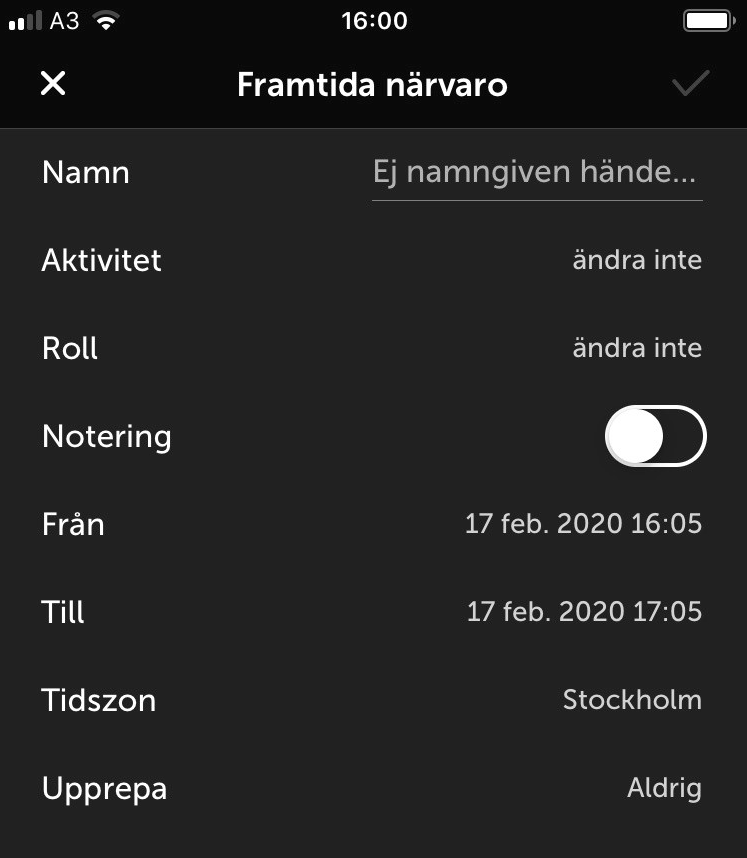 A3 16:00
Framtida närvaro
Namn Ej namngiven hände...
Aktivitet ändra inte
Roll ändra inte
Notering
Från 17 feb. 2020 16:05
Till 17 feb. 2020 17:05
Tidszon Stockholm
Upprepa Aldrig